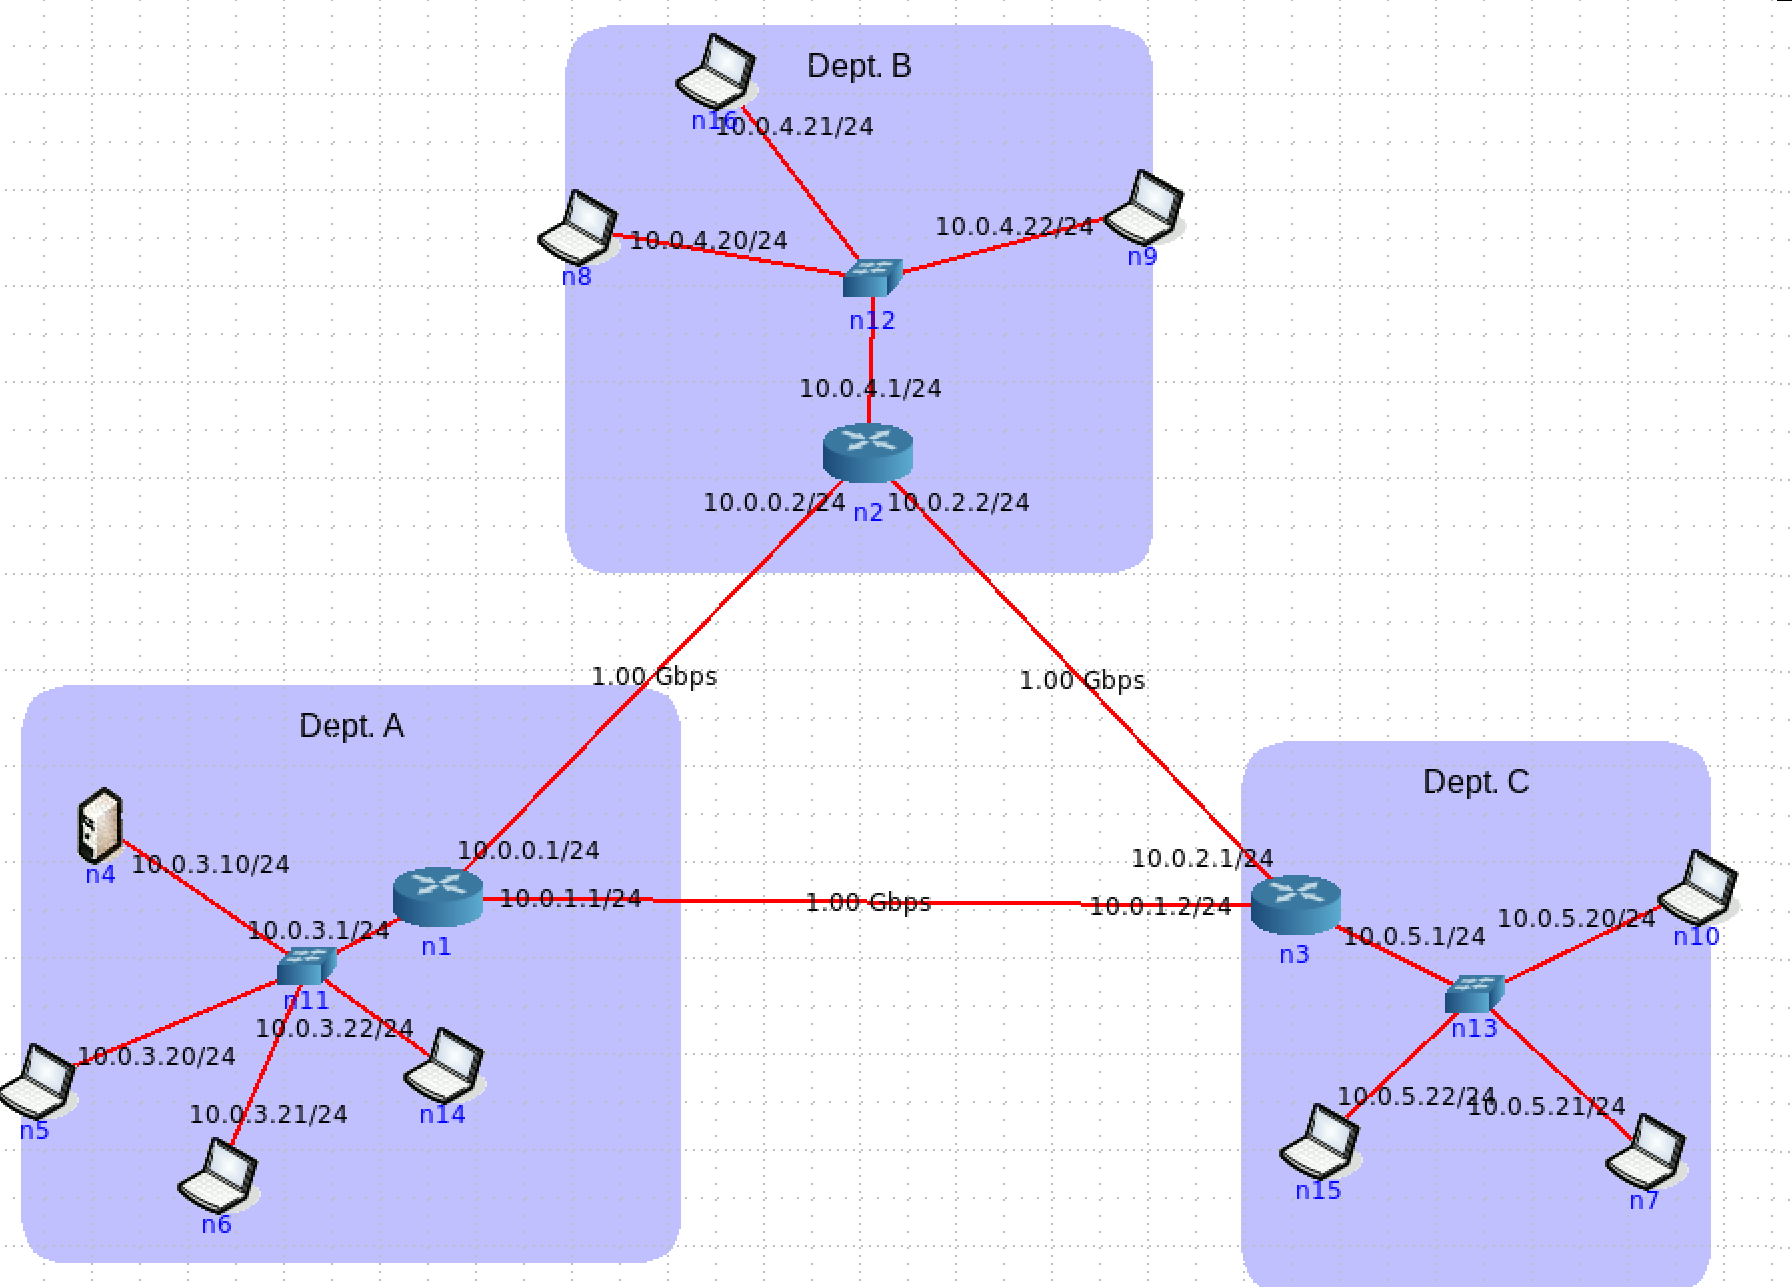 Dept. B
n16
10.0.4.21/24
10.0.4.20/24
n8
10.0.4.22/24
n9
n12
10.0.4.1/24
10.0.0.2/24
n2
10.0.2.2/24
1.00 Gbps
1.00 Gbps
Dept. A
n4
10.0.3.10/24
10.0.0.1/24
10.0.1.1/24
10.0.3.1/24
n1
n11
10.0.3.22/24
10.0.3.20/24
n5
n14
10.0.3.21/24
n6
1.00 Gbps
Dept. C
10.0.2.1/24
10.0.1.2/24
n3
10.0.5.1/24
10.0.5.20/24
n10
n13
10.0.5.22/24
10.0.5.21/24
n15
n7